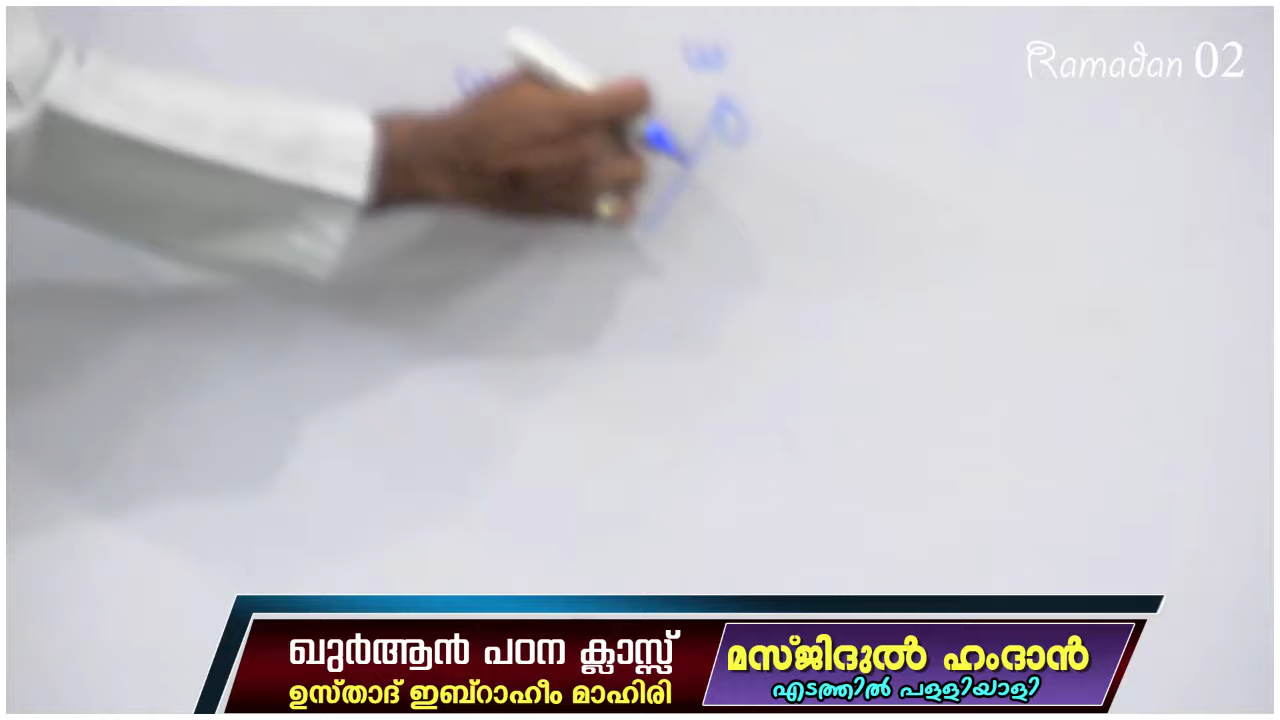 Ramadan 02
ഖുർആൻ പഠന ക്ലാസ്സ്
ഉസ്താദ് ഇബ്റാഹീം മാഹിരി
മസ്ജിദുൽ ഹംദാൻ
എടത്തിൽ പള്ളിയാളി